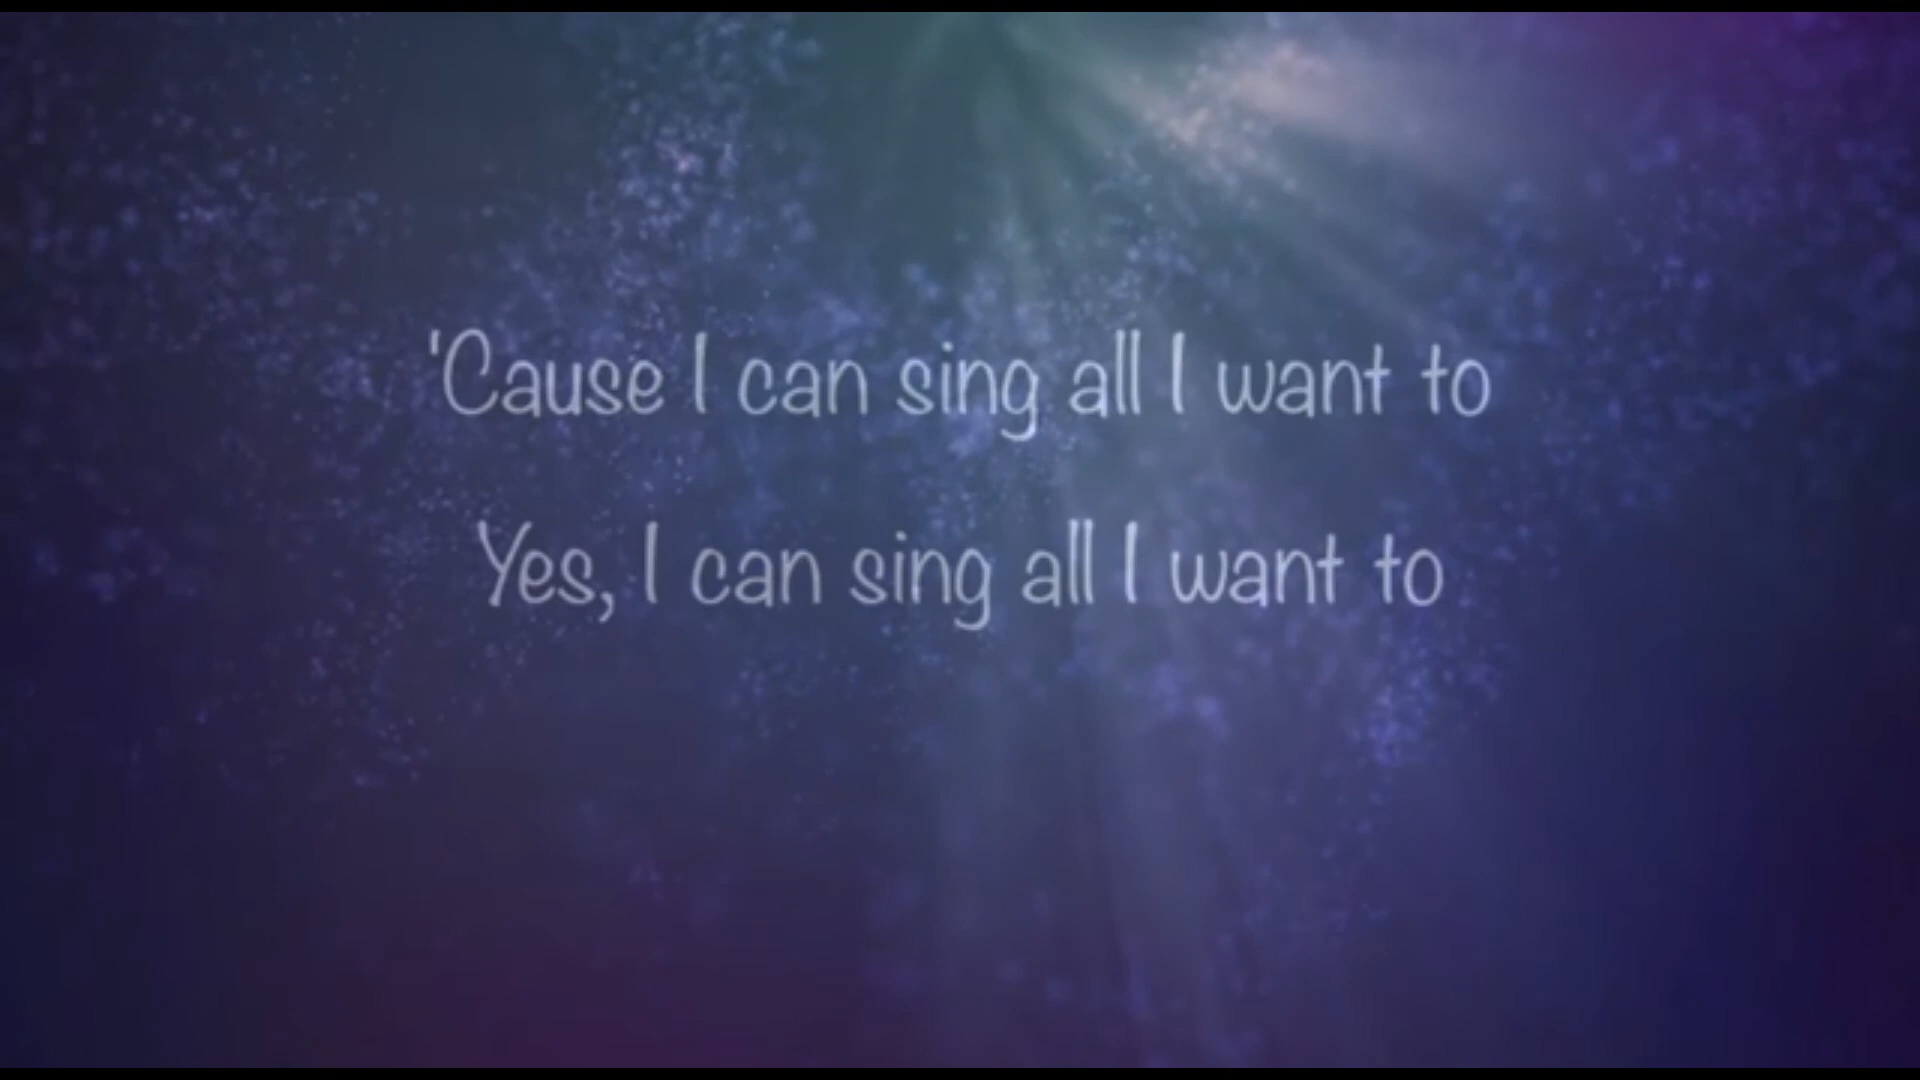 'Cause I can sing all I want to
Yes, I can sing all I want to